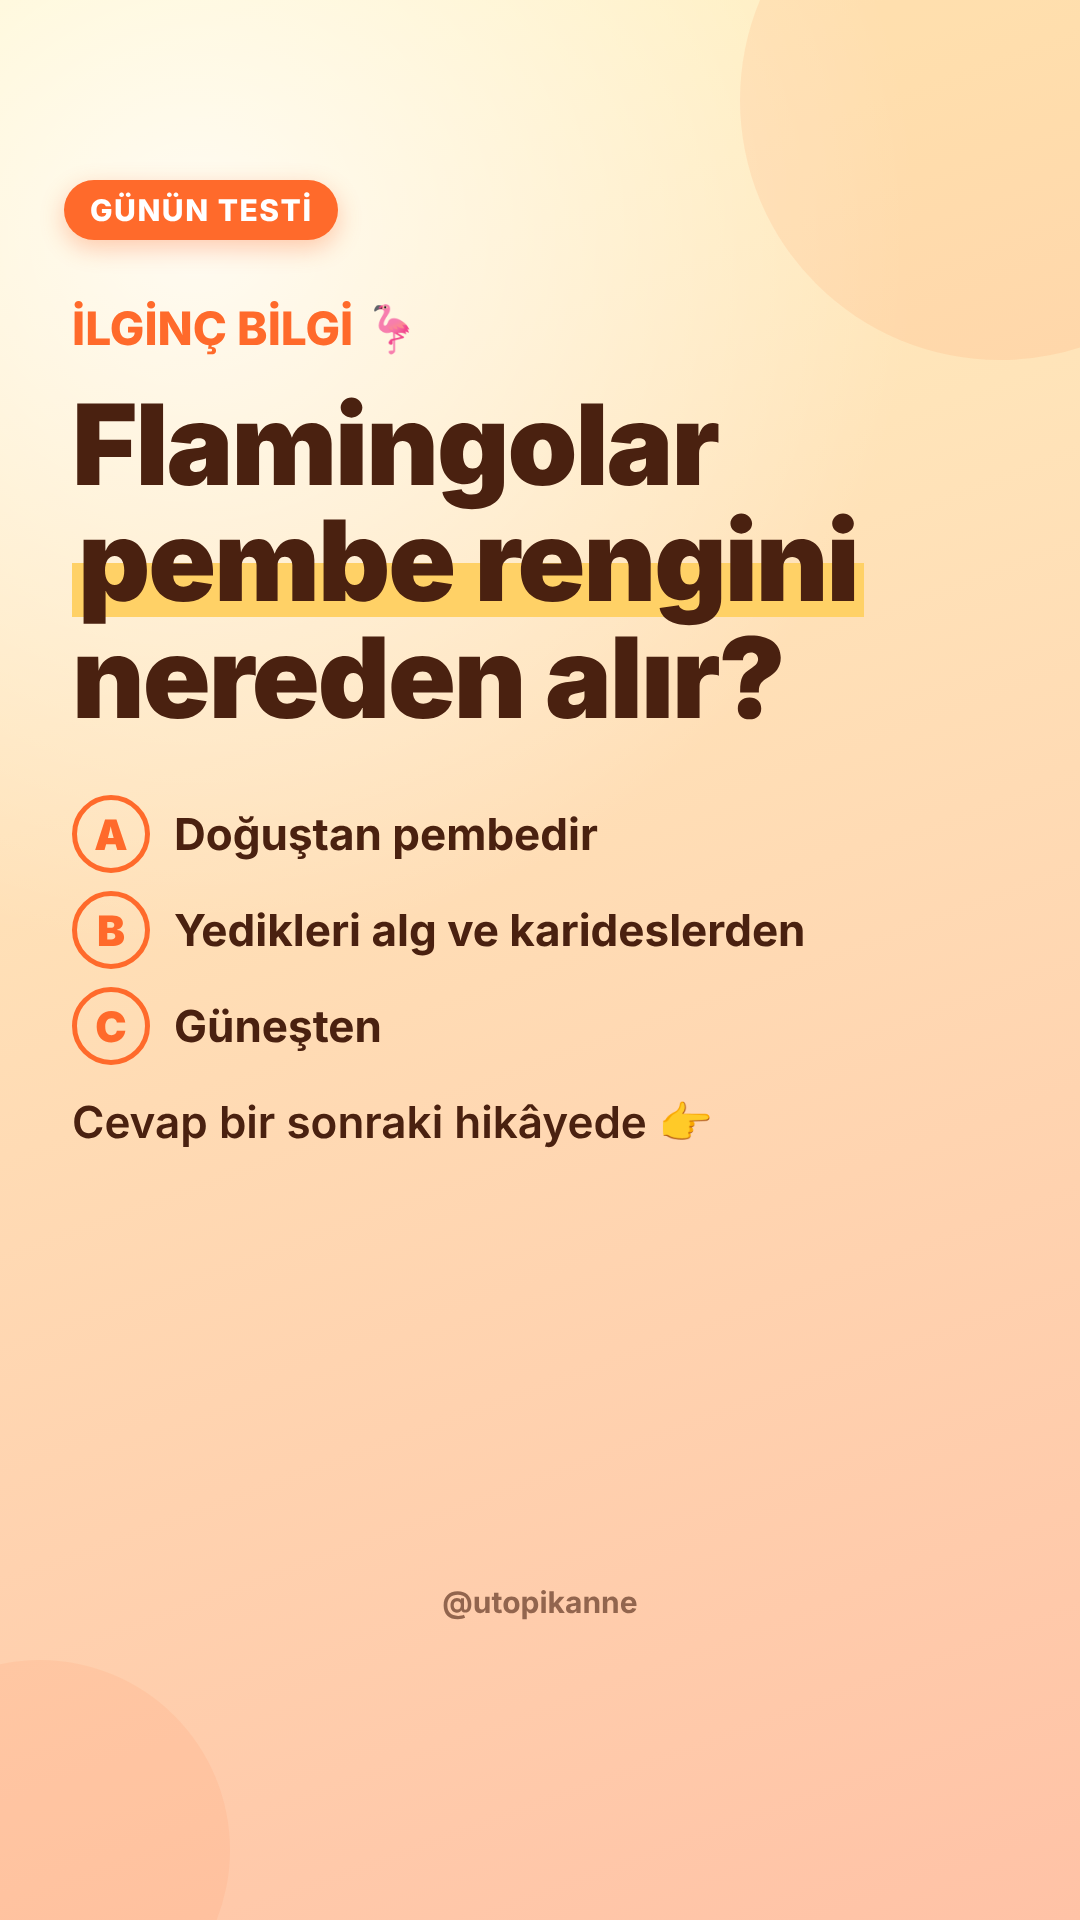 GÜNÜN TESTİ
İLGİNÇ BİLGİ 🦩
Flamingolar
pembe rengini
nereden alır?
A Doğuştan pembedir
B Yedikleri alg ve karideslerden
C Güneşten
Cevap bir sonraki hikâyede 👉
@utopikanne